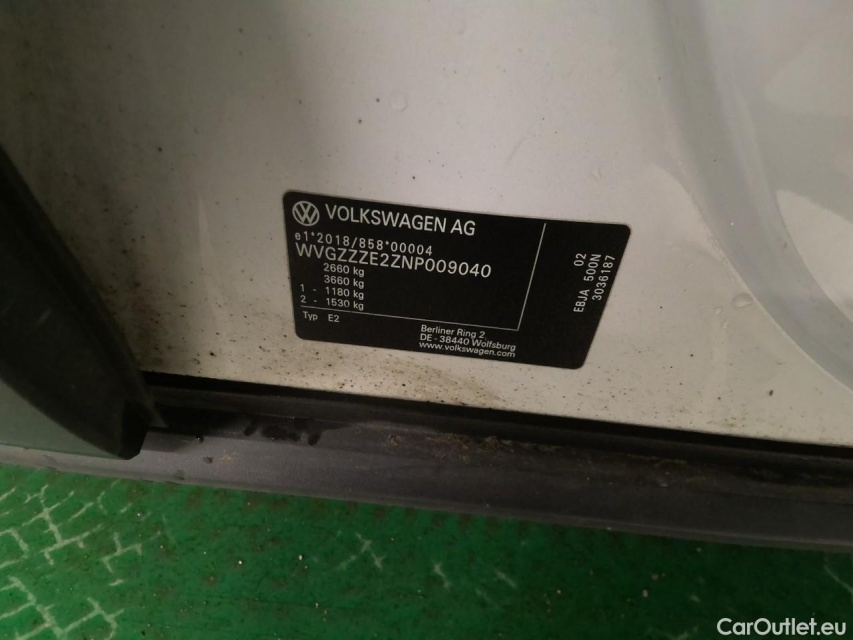 VOLKSWAGEN AG
e1*2018/858*00004
WVGZZZE2ZNP009040
2660 kg
3660 kg
1 - 1180 kg
2 - 1530 kg
Typ E2
Berliner Ring 2
DE - 38440 Wolfsburg
www.volkswagen.com
02
EBJA 500N
3036187
CarOutlet.eu